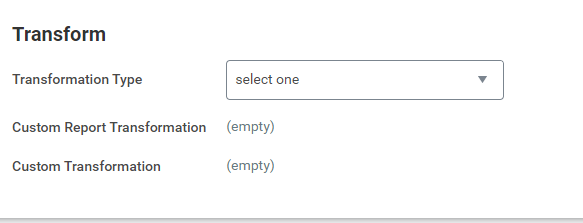 Transform
Transformation Type select one
Custom Report Transformation (empty)
Custom Transformation (empty)